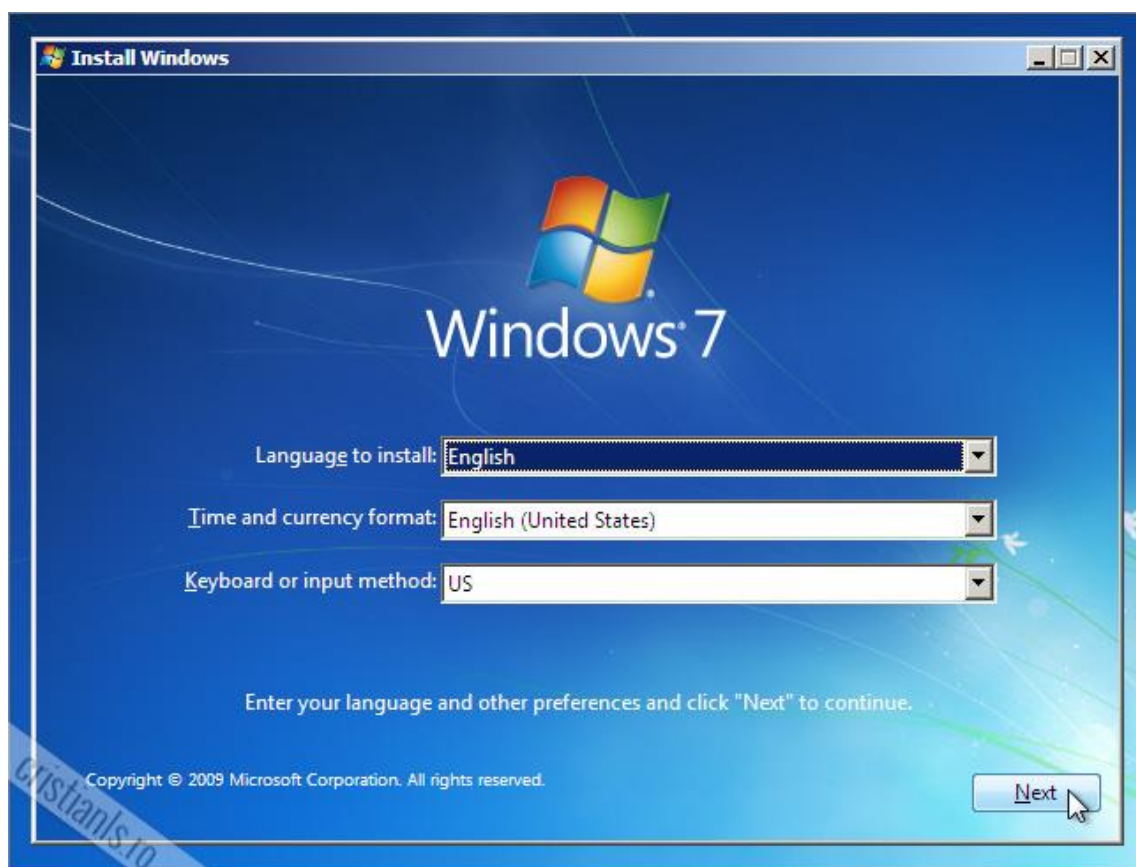 Install Windows
Windows® 7
Language to install: English
Time and currency format: English (United States)
Keyboard or input method: US
Enter your language and other preferences and click "Next" to continue.
Copyright © 2009 Microsoft Corporation. All rights reserved.
Next
cristianls.ro